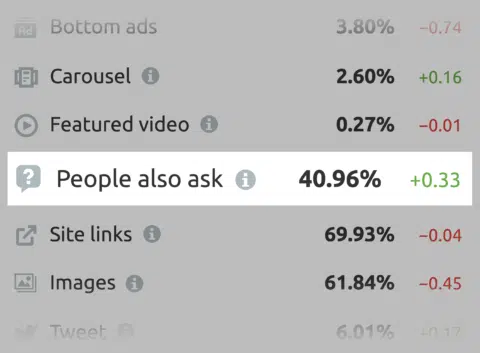 Bottom ads 3.80% −0.74
Carousel 2.60% +0.16
Featured video 0.27% −0.01
People also ask 40.96% +0.33
Site links 69.93% −0.04
Images 61.84% −0.45
Tweet 6.01% +0.17